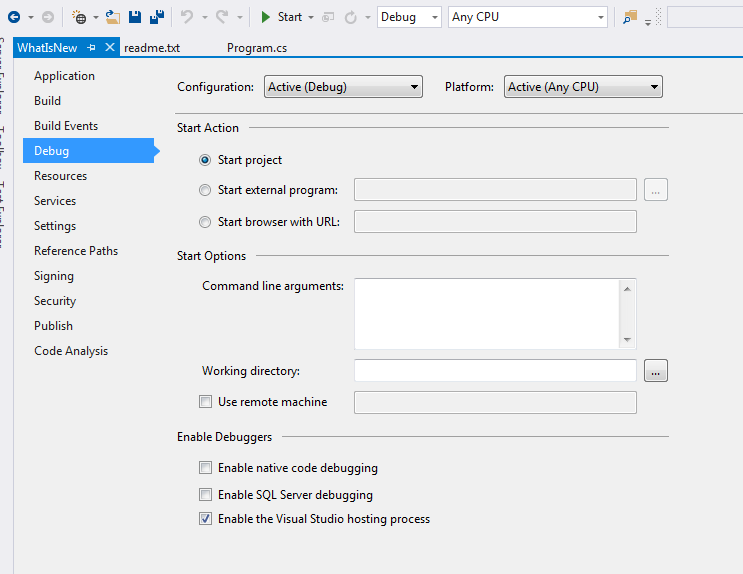 Start
Debug
Any CPU
WhatIsNew
readme.txt
Program.cs
Toolbox
Test Explorer
Application
Build
Build Events
Debug
Resources
Services
Settings
Reference Paths
Signing
Security
Publish
Code Analysis
Configuration:
Active (Debug)
Platform:
Active (Any CPU)
Start Action
Start project
Start external program:
...
Start browser with URL:
Start Options
Command line arguments:
Working directory:
...
Use remote machine
Enable Debuggers
Enable native code debugging
Enable SQL Server debugging
Enable the Visual Studio hosting process